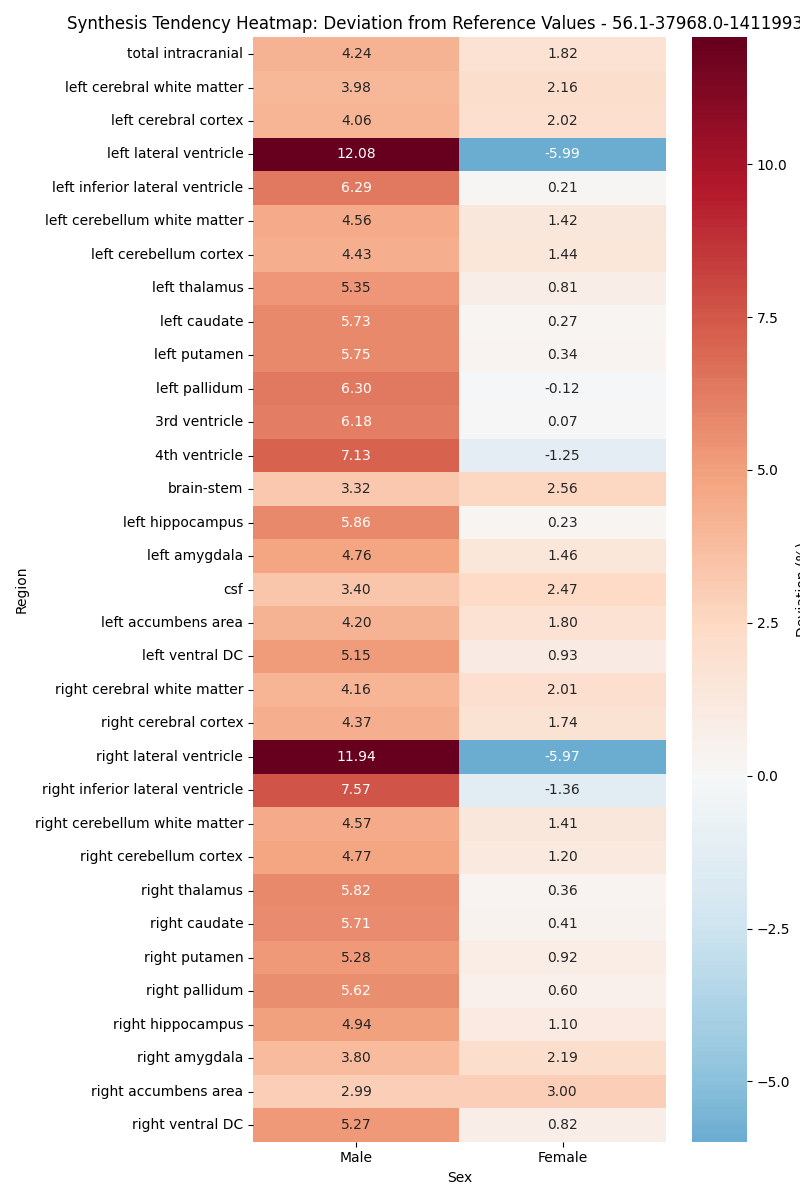 Synthesis Tendency Heatmap: Deviation from Reference Values - 56.1-37968.0-1411993
total intracranial 4.24 1.82
left cerebral white matter 3.98 2.16
left cerebral cortex 4.06 2.02
left lateral ventricle 12.08 -5.99
left inferior lateral ventricle 6.29 0.21
left cerebellum white matter 4.56 1.42
left cerebellum cortex 4.43 1.44
left thalamus 5.35 0.81
left caudate 5.73 0.27
left putamen 5.75 0.34
left pallidum 6.30 -0.12
3rd ventricle 6.18 0.07
4th ventricle 7.13 -1.25
brain-stem 3.32 2.56
left hippocampus 5.86 0.23
left amygdala 4.76 1.46
csf 3.40 2.47
left accumbens area 4.20 1.80
left ventral DC 5.15 0.93
right cerebral white matter 4.16 2.01
right cerebral cortex 4.37 1.74
right lateral ventricle 11.94 -5.97
right inferior lateral ventricle 7.57 -1.36
right cerebellum white matter 4.57 1.41
right cerebellum cortex 4.77 1.20
right thalamus 5.82 0.36
right caudate 5.71 0.41
right putamen 5.28 0.92
right pallidum 5.62 0.60
right hippocampus 4.94 1.10
right amygdala 3.80 2.19
right accumbens area 2.99 3.00
right ventral DC 5.27 0.82
Male Female
Sex
Region
10.0
7.5
5.0
2.5
0.0
−2.5
−5.0